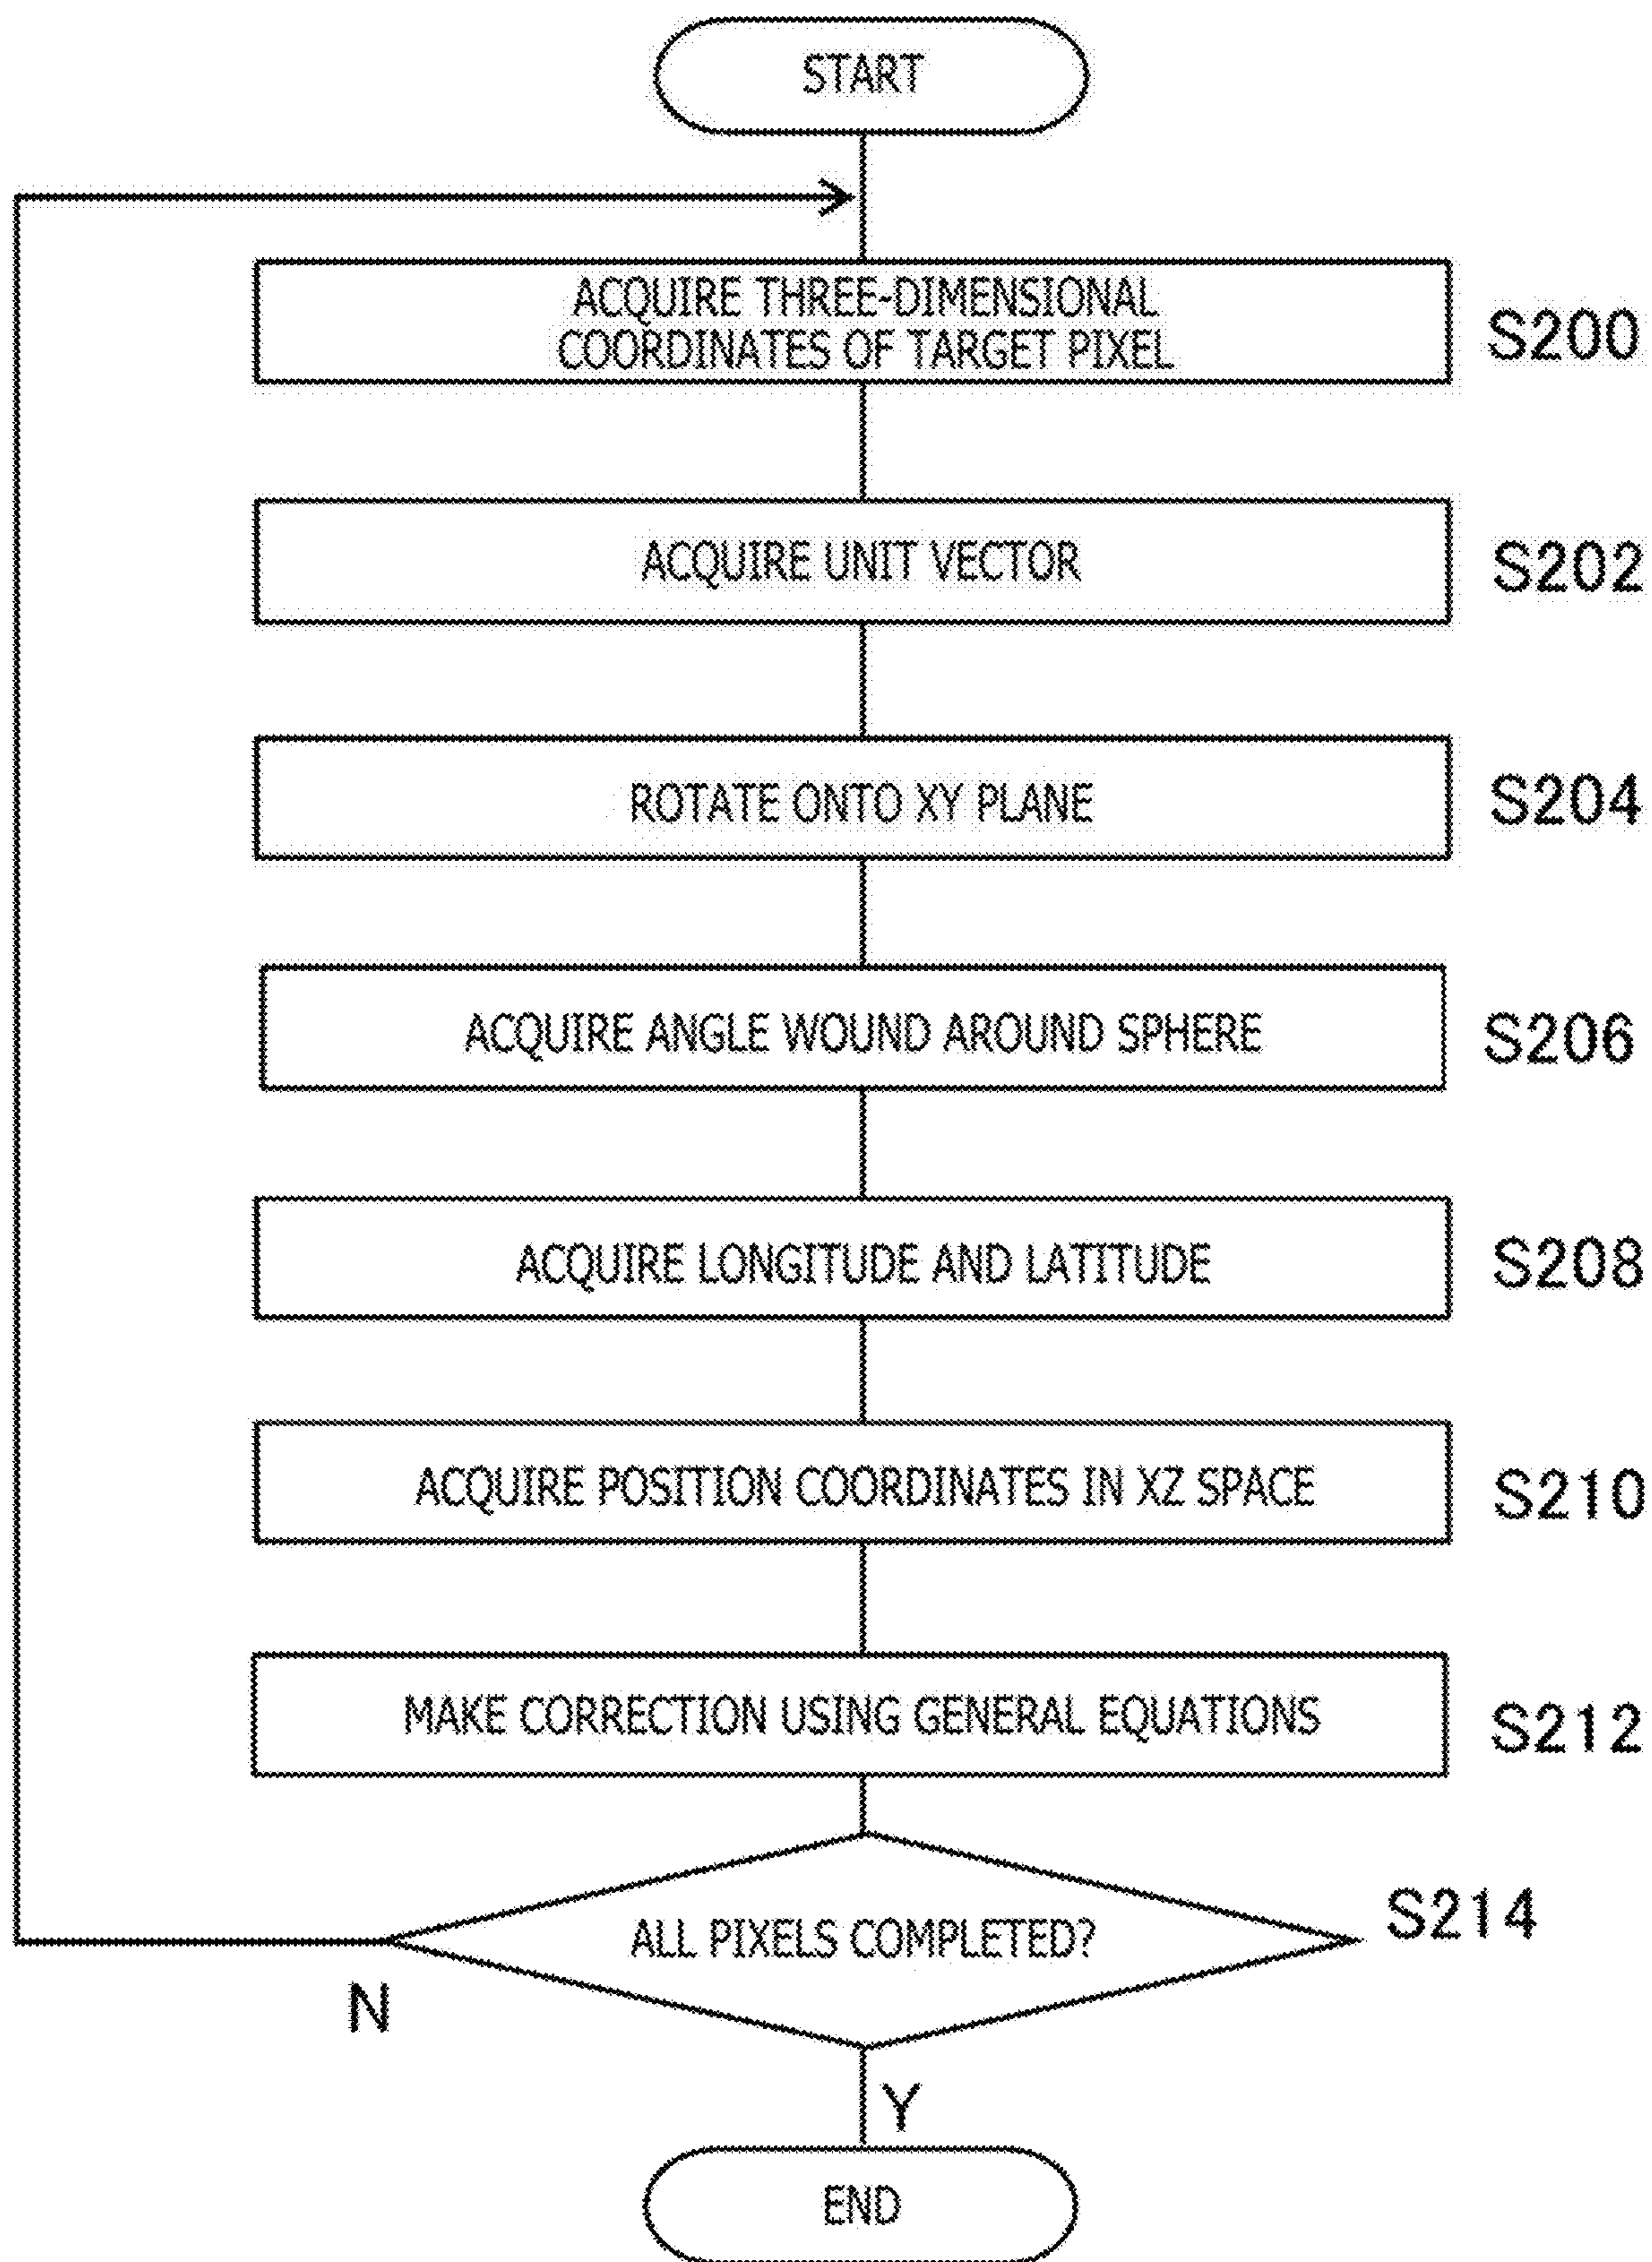 START
ACQUIRE THREE-DIMENSIONAL
COORDINATES OF TARGET PIXEL
S200
ACQUIRE UNIT VECTOR
S202
ROTATE ONTO XY PLANE
S204
ACQUIRE ANGLE WOUND AROUND SPHERE
S206
ACQUIRE LONGITUDE AND LATITUDE
S208
ACQUIRE POSITION COORDINATES IN XZ SPACE
S210
MAKE CORRECTION USING GENERAL EQUATIONS
S212
ALL PIXELS COMPLETED?
S214
N
Y
END